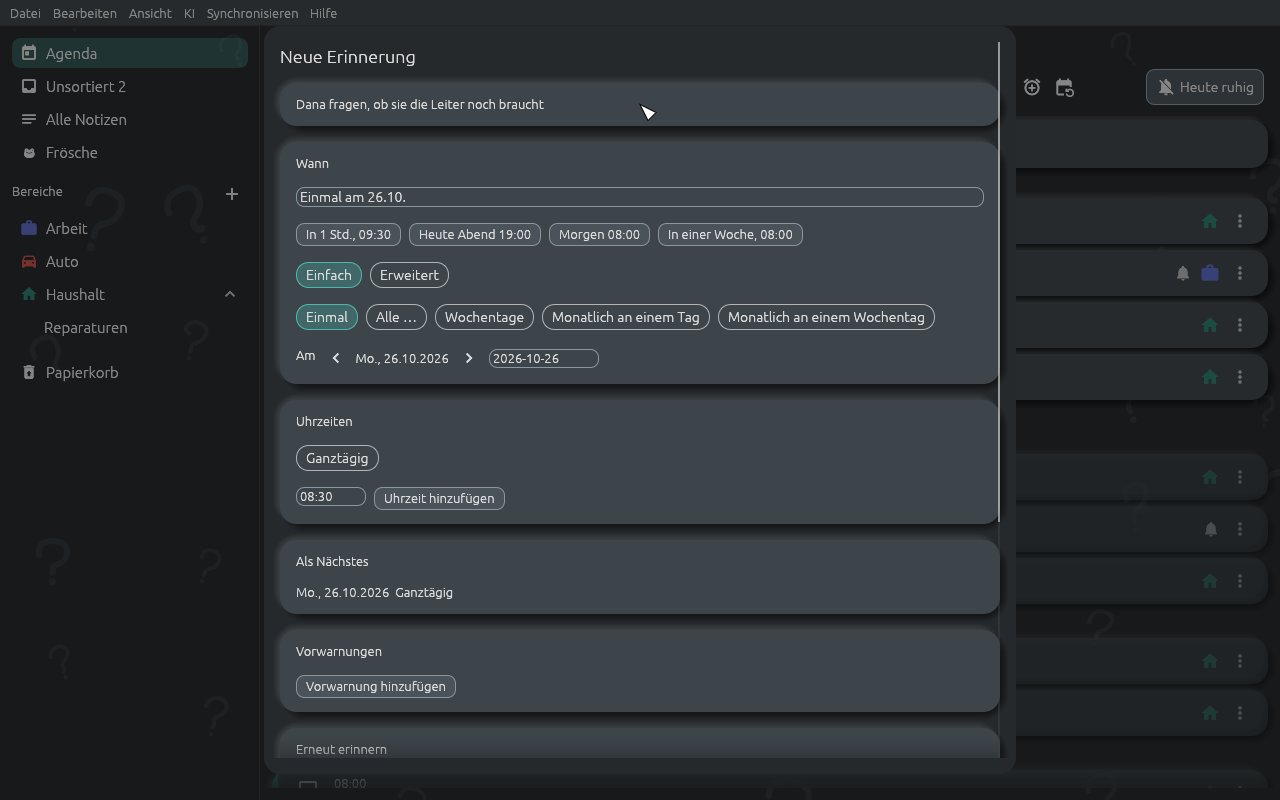 Datei Bearbeiten Ansicht KI Synchronisieren Hilfe
Agenda
Unsortiert 2
Alle Notizen
Frösche
Bereiche
Arbeit
Auto
Haushalt
Reparaturen
Papierkorb
Neue Erinnerung
Dana fragen, ob sie die Leiter noch braucht
Wann
Einmal am 26.10.
In 1 Std., 09:30 Heute Abend 19:00 Morgen 08:00 In einer Woche, 08:00
Einfach Erweitert
Einmal Alle … Wochentage Monatlich an einem Tag Monatlich an einem Wochentag
Am Mo., 26.10.2026 2026-10-26
Uhrzeiten
Ganztägig
08:30 Uhrzeit hinzufügen
Als Nächstes
Mo., 26.10.2026 Ganztägig
Vorwarnungen
Vorwarnung hinzufügen
Erneut erinnern
08:00
Heute ruhig